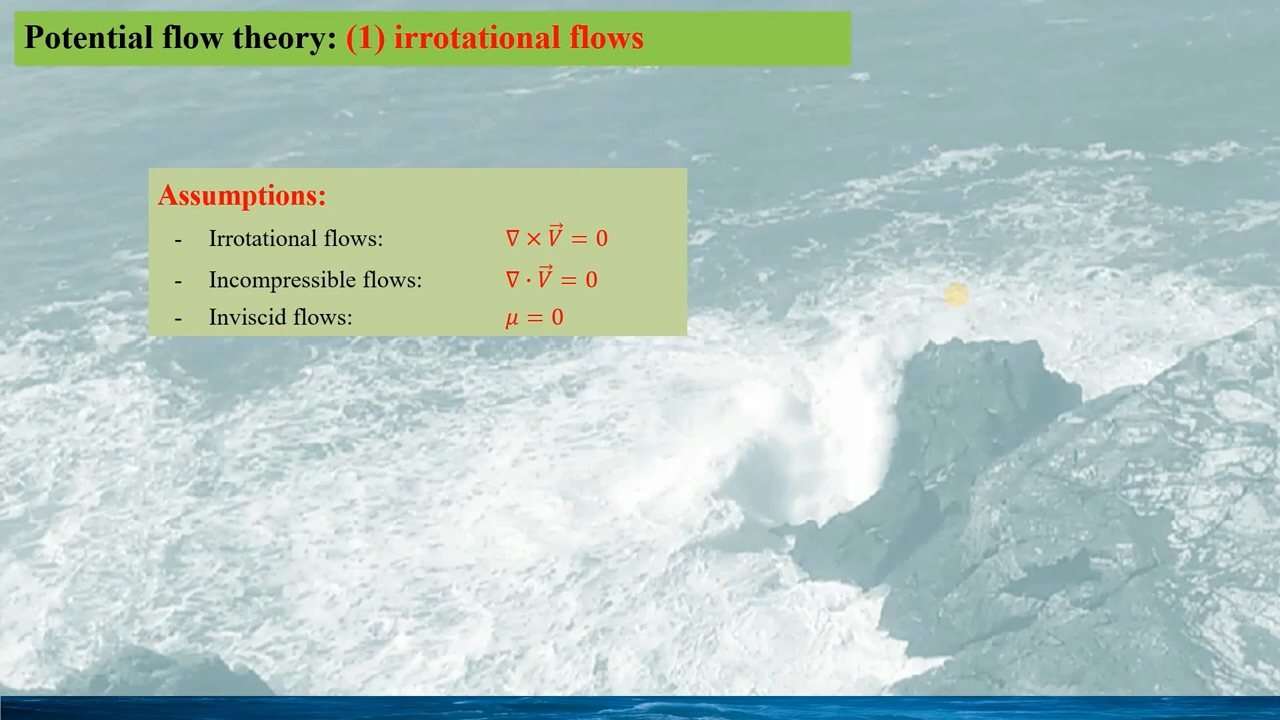 Potential flow theory: (1) irrotational flows
Assumptions:
- Irrotational flows: ∇ × V⃗ = 0
- Incompressible flows: ∇ · V⃗ = 0
- Inviscid flows: μ = 0